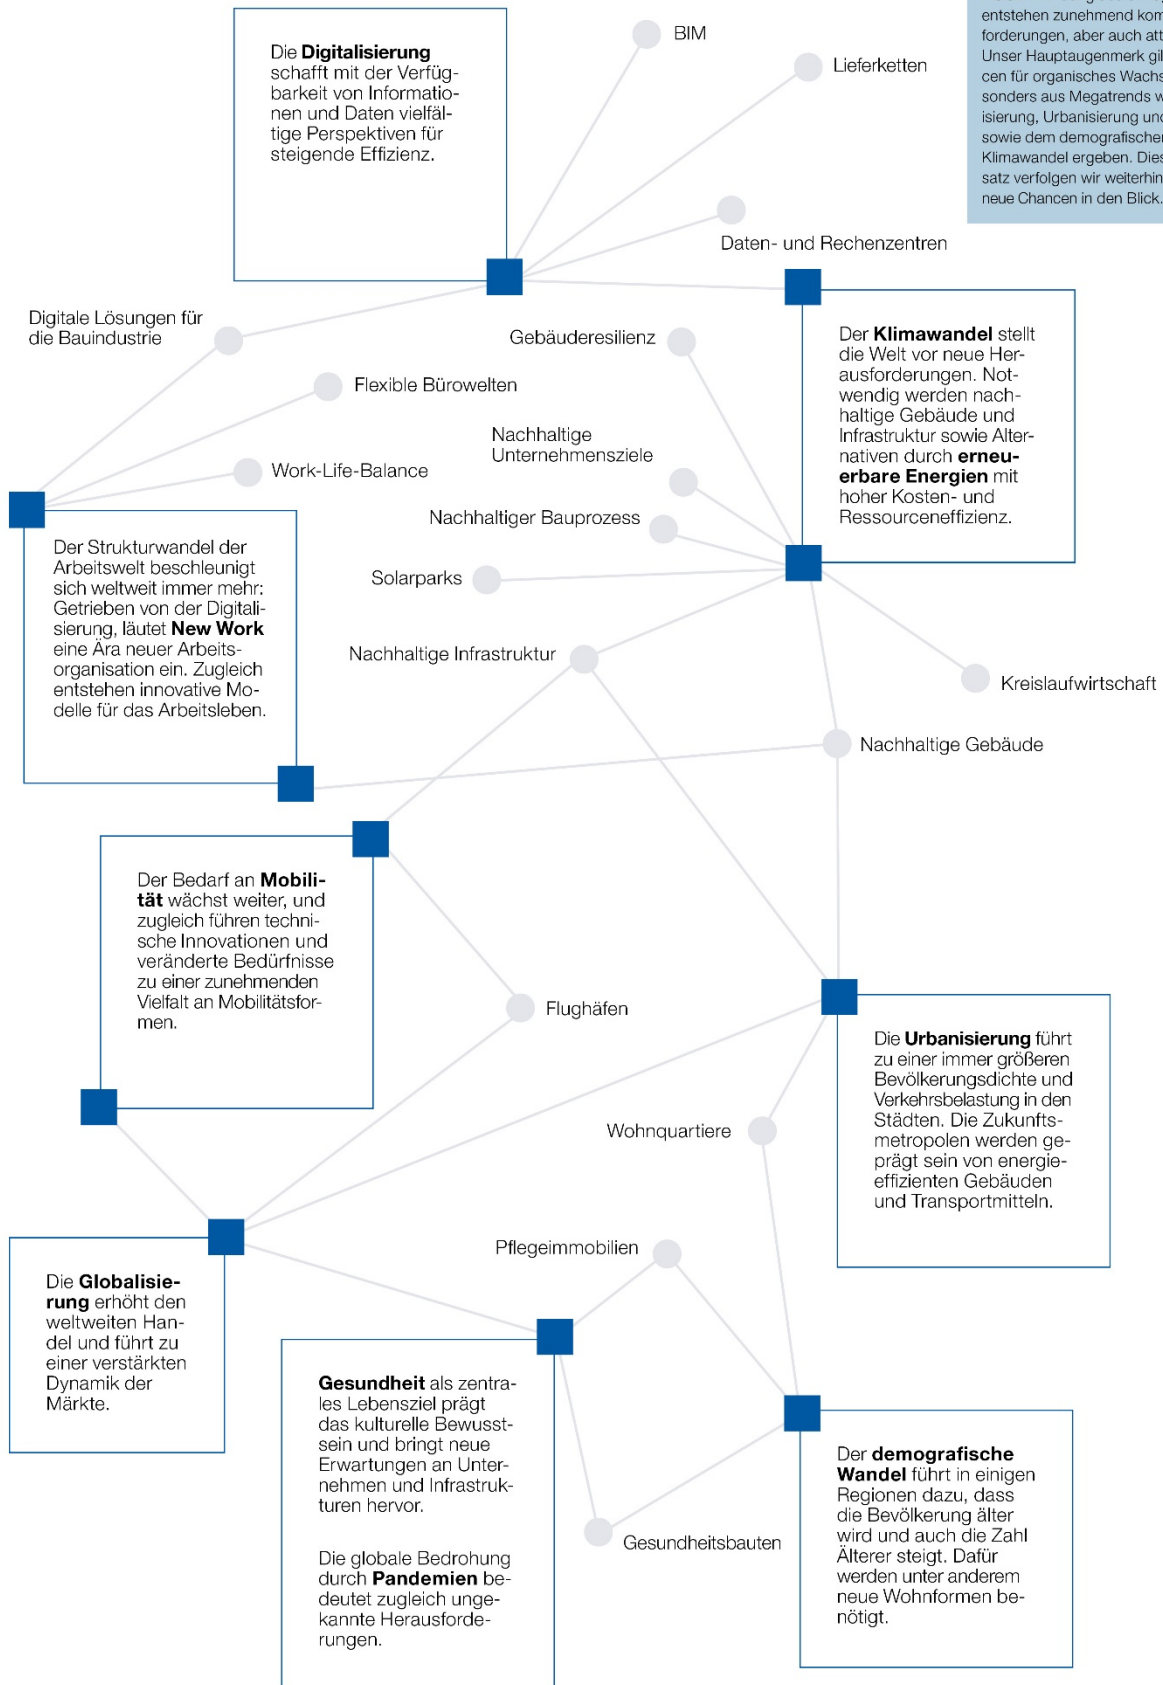 entstehen zunehmend
forderungen, aber auch
Unser Hauptaugenmerk
cen für organisches
sonders aus Megatrends
isierung, Urbanisierung
sowie dem demografischen
Klimawandel ergeben.
satz verfolgen wir weiterhin
neue Chancen in den Blick.
BIM
Lieferketten
Die Digitalisierung
schafft mit der Verfüg-
barkeit von Informatio-
nen und Daten vielfäl-
tige Perspektiven für
steigende Effizienz.
Daten- und Rechenzentren
Digitale Lösungen für
die Bauindustrie
Gebäuderesilienz
Flexible Bürowelten
Nachhaltige
Unternehmensziele
Work-Life-Balance
Nachhaltiger Bauprozess
Solarparks
Nachhaltige Infrastruktur
Der Klimawandel stellt
die Welt vor neue Her-
ausforderungen. Not-
wendig werden nach-
haltige Gebäude und
Infrastruktur sowie Alter-
nativen durch erneu-
erbare Energien mit
hoher Kosten- und
Ressourceneffizienz.
Der Strukturwandel der
Arbeitswelt beschleunigt
sich weltweit immer mehr:
Getrieben von der Digitali-
sierung, läutet New Work
eine Ära neuer Arbeits-
organisation ein. Zugleich
entstehen innovative Mo-
delle für das Arbeitsleben.
Kreislaufwirtschaft
Nachhaltige Gebäude
Der Bedarf an Mobili-
tät wächst weiter, und
zugleich führen techni-
sche Innovationen und
veränderte Bedürfnisse
zu einer zunehmenden
Vielfalt an Mobilitätsfor-
men.
Flughäfen
Die Urbanisierung führt
zu einer immer größeren
Bevölkerungsdichte und
Verkehrsbelastung in den
Städten. Die Zukunfts-
metropolen werden ge-
prägt sein von energie-
effizienten Gebäuden
und Transportmitteln.
Wohnquartiere
Pflegeimmobilien
Die Globalisie-
rung erhöht den
weltweiten Han-
del und führt zu
einer verstärkten
Dynamik der
Märkte.
Gesundheit als zentra-
les Lebensziel prägt
das kulturelle Bewusst-
sein und bringt neue
Erwartungen an Unter-
nehmen und Infrastruk-
turen hervor.
Die globale Bedrohung
durch Pandemien be-
deutet zugleich unge-
kannte Herausforde-
rungen.
Gesundheitsbauten
Der demografische
Wandel führt in einigen
Regionen dazu, dass
die Bevölkerung älter
wird und auch die Zahl
Älterer steigt. Dafür
werden unter anderem
neue Wohnformen be-
nötigt.